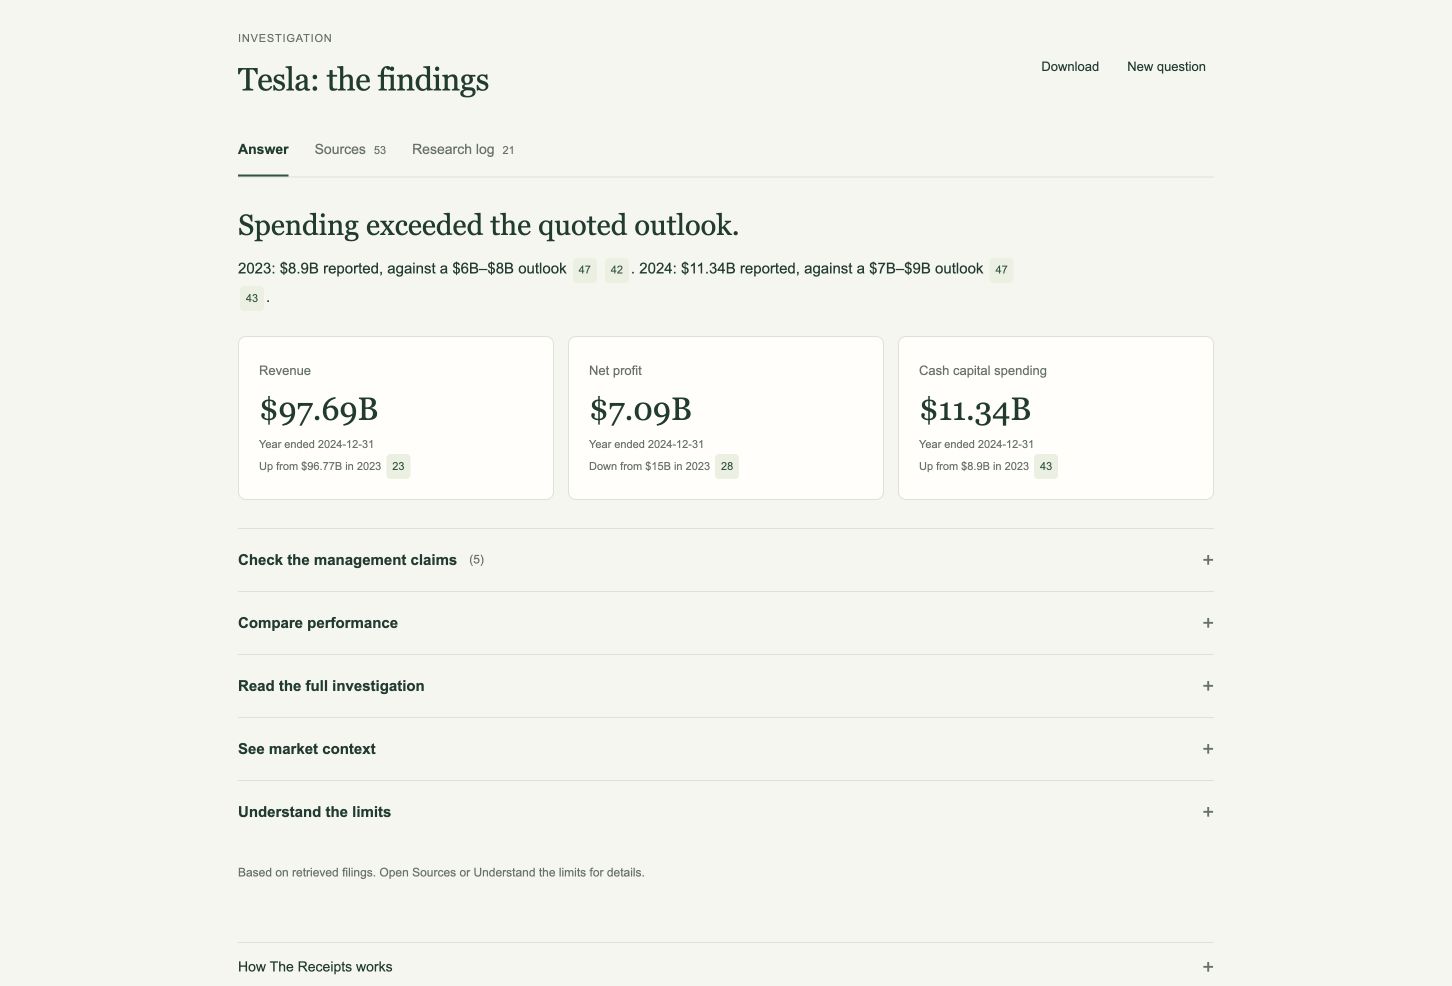 INVESTIGATION
Tesla: the findings
Download
New question
Answer
Sources 53
Research log 21
Spending exceeded the quoted outlook.
2023: $8.9B reported, against a $6B–$8B outlook 47 42 . 2024: $11.34B reported, against a $7B–$9B outlook 47
43 .
Revenue
$97.69B
Year ended 2024-12-31
Up from $96.77B in 2023 23
Net profit
$7.09B
Year ended 2024-12-31
Down from $15B in 2023 28
Cash capital spending
$11.34B
Year ended 2024-12-31
Up from $8.9B in 2023 43
Check the management claims (5) +
Compare performance +
Read the full investigation +
See market context +
Understand the limits +
Based on retrieved filings. Open Sources or Understand the limits for details.
How The Receipts works +